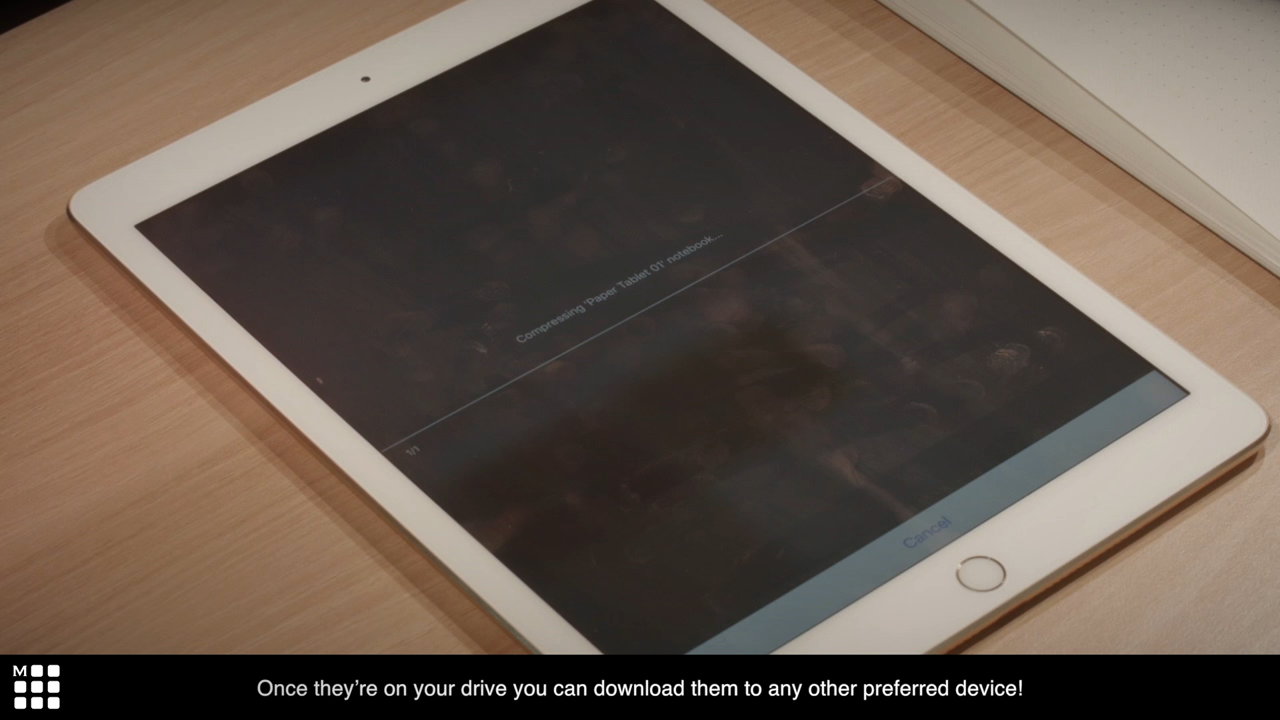 Compressing 'Paper Tablet 01' notebook...
1/1
Cancel
M
Once they're on your drive you can download them to any other preferred device!